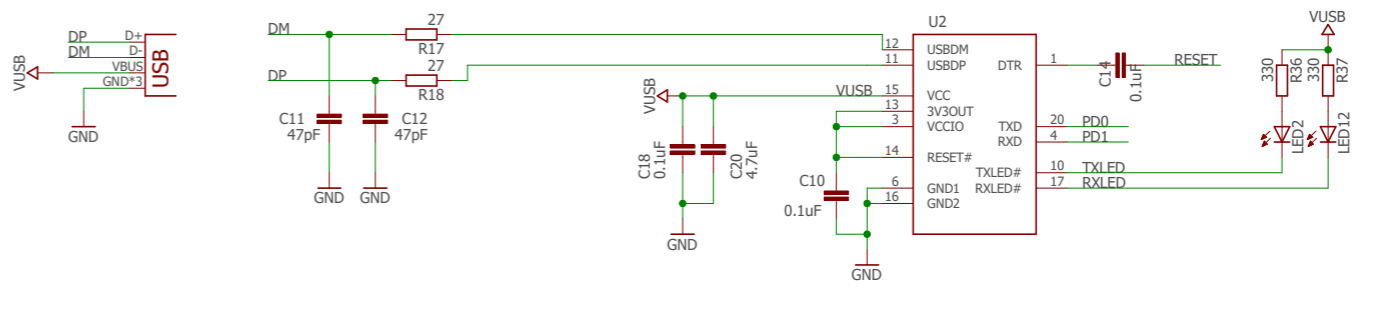 DP
D+
DM
D-
VBUS
GND*3
USB
VUSB
GND
DM
27
R17
DP
27
R18
C11
47pF
C12
47pF
GND
GND
VUSB
VUSB
C18
0.1uF
C20
4.7uF
GND
C10
0.1uF
GND
U2
12
USBDM
11
USBDP
15
VCC
13
3V3OUT
3
VCCIO
14
RESET#
6
GND1
16
GND2
DTR
1
TXD
20
PD0
RXD
4
PD1
TXLED#
10
TXLED
RXLED#
17
RXLED
C14
0.1uF
RESET
VUSB
330
R36
330
R37
LED2
LED12